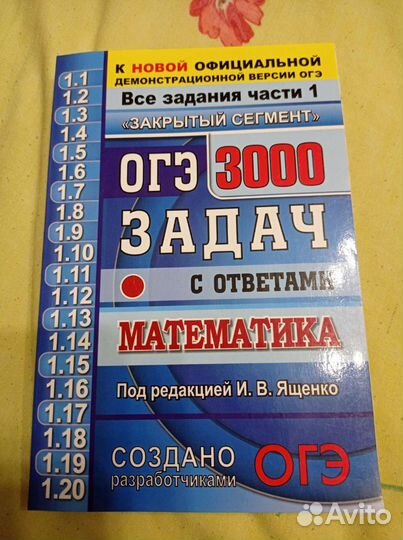 К НОВОЙ ОФИЦИАЛЬНОЙ
ДЕМОНСТРАЦИОННОЙ ВЕРСИИ ОГЭ
Все задания части 1
«ЗАКРЫТЫЙ СЕГМЕНТ»
ОГЭ 3000
ЗАДАЧ
С ОТВЕТАМИ
МАТЕМАТИКА
Под редакцией И. В. Ященко
СОЗДАНО
разработчиками
ОГЭ
1.1
1.2
1.3
1.4
1.5
1.6
1.7
1.8
1.9
1.10
1.11
1.12
1.13
1.14
1.15
1.16
1.17
1.18
1.19
1.20
Avito